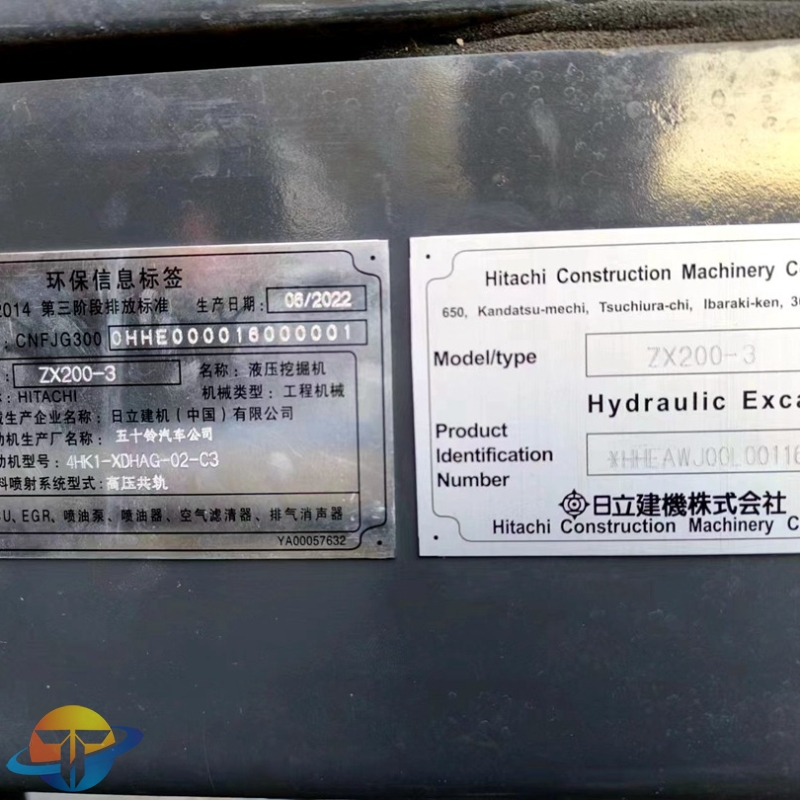 环保信息标签
2014 第三阶段排放标准 生产日期: 06/2022
: CNFJG300 0HHE000016000001
: ZX200-3 名称: 液压挖掘机
: HITACHI 机械类型: 工程机械
生产企业名称: 日立建机(中国)有限公司
动机生产厂名称: 五十铃汽车公司
动机型号: 4HK1-XDHAG-02-C3
料喷射系统型式: 高压共轨
U, EGR, 喷油泵、喷油器、空气滤清器、排气消声器
YA00057632
Hitachi Construction Machinery C
650, Kandatsu-mechi, Tsuchiura-chi, Ibaraki-ken, 3
Model/type ZX200-3
Hydraulic Exca
Product
Identification
Number
*HHEAWJ00L00116
日立建機株式会社
Hitachi Construction Machinery C